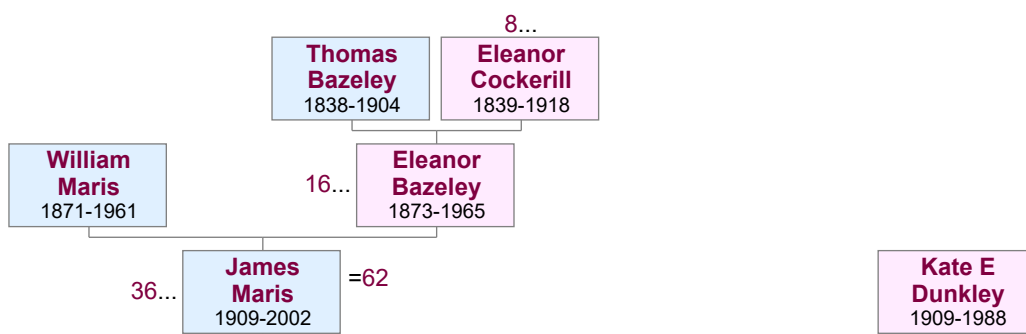 8...
Thomas
Bazeley
1838-1904
Eleanor
Cockerill
1839-1918
William
Maris
1871-1961
16...
Eleanor
Bazeley
1873-1965
36...
James
Maris
1909-2002
=62
Kate E
Dunkley
1909-1988